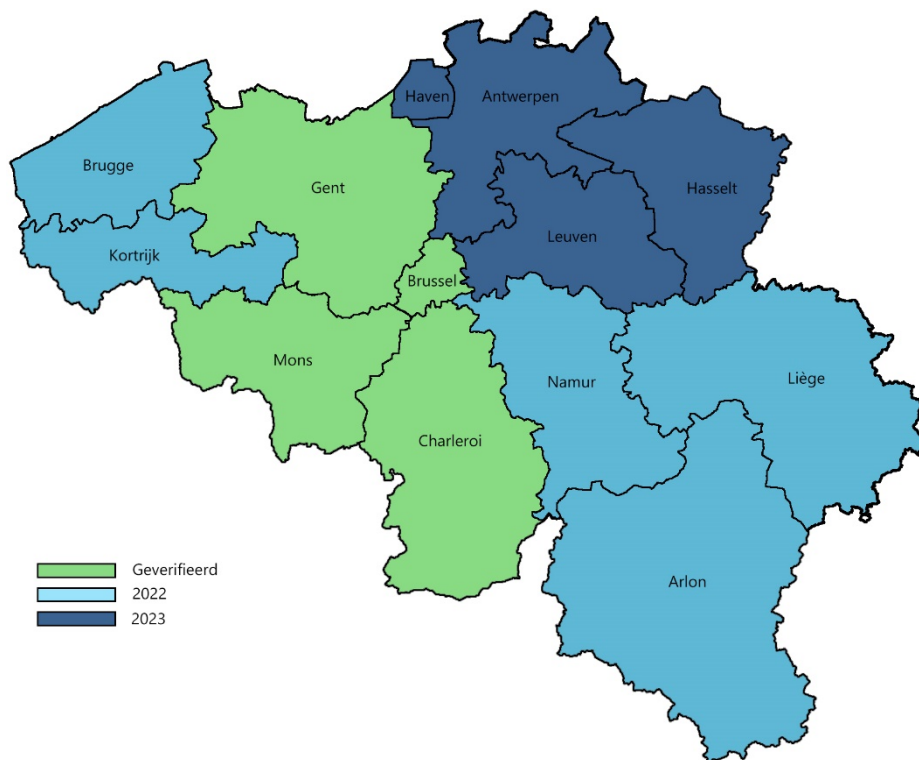 Haven
Antwerpen
Brugge
Gent
Hasselt
Leuven
Kortrijk
Brussel
Mons
Namur
Liège
Charleroi
Arlon
Geverifieerd
2022
2023